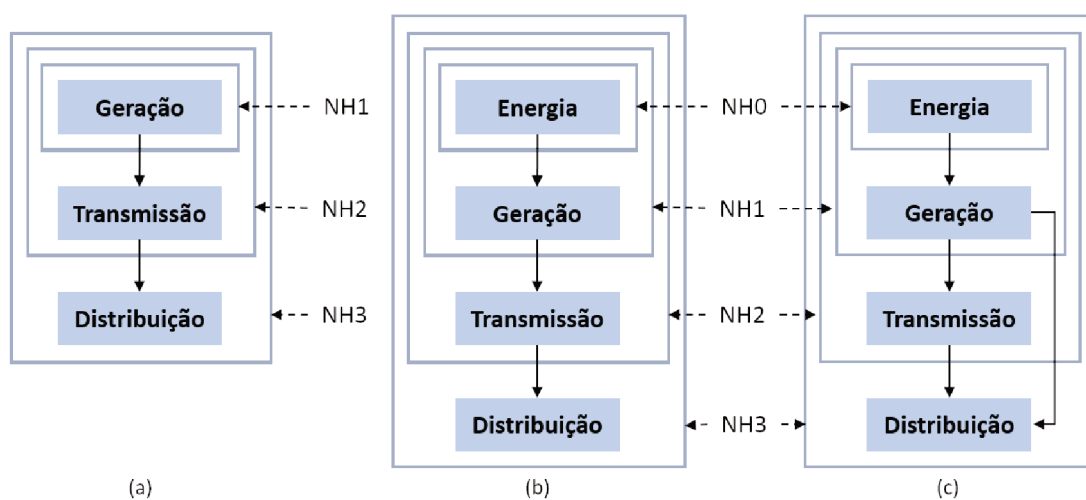 Geração
NH1
Transmissão
NH2
Distribuição
NH3
(a)
Energia
NH0
Geração
NH1
Transmissão
NH2
Distribuição
NH3
(b)
Energia
Geração
Transmissão
Distribuição
(c)